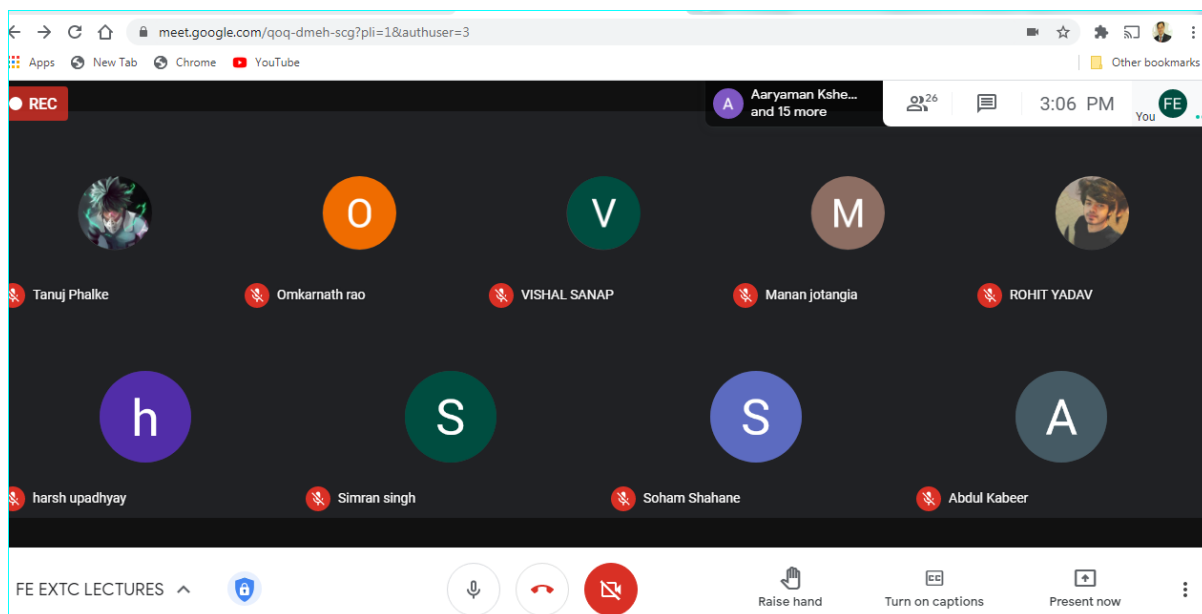 meet.google.com/qoq-dmeh-scg?pli=1&authuser=3
Apps New Tab Chrome YouTube Other bookmarks
REC
A Aaryaman Kshe...
and 15 more
26
3:06 PM
You FE
O V M
Tanuj Phalke Omkarnath rao VISHAL SANAP Manan jotangia ROHIT YADAV
h S S A
harsh upadhyay Simran singh Soham Shahane Abdul Kabeer
FE EXTC LECTURES
CC
Raise hand Turn on captions Present now